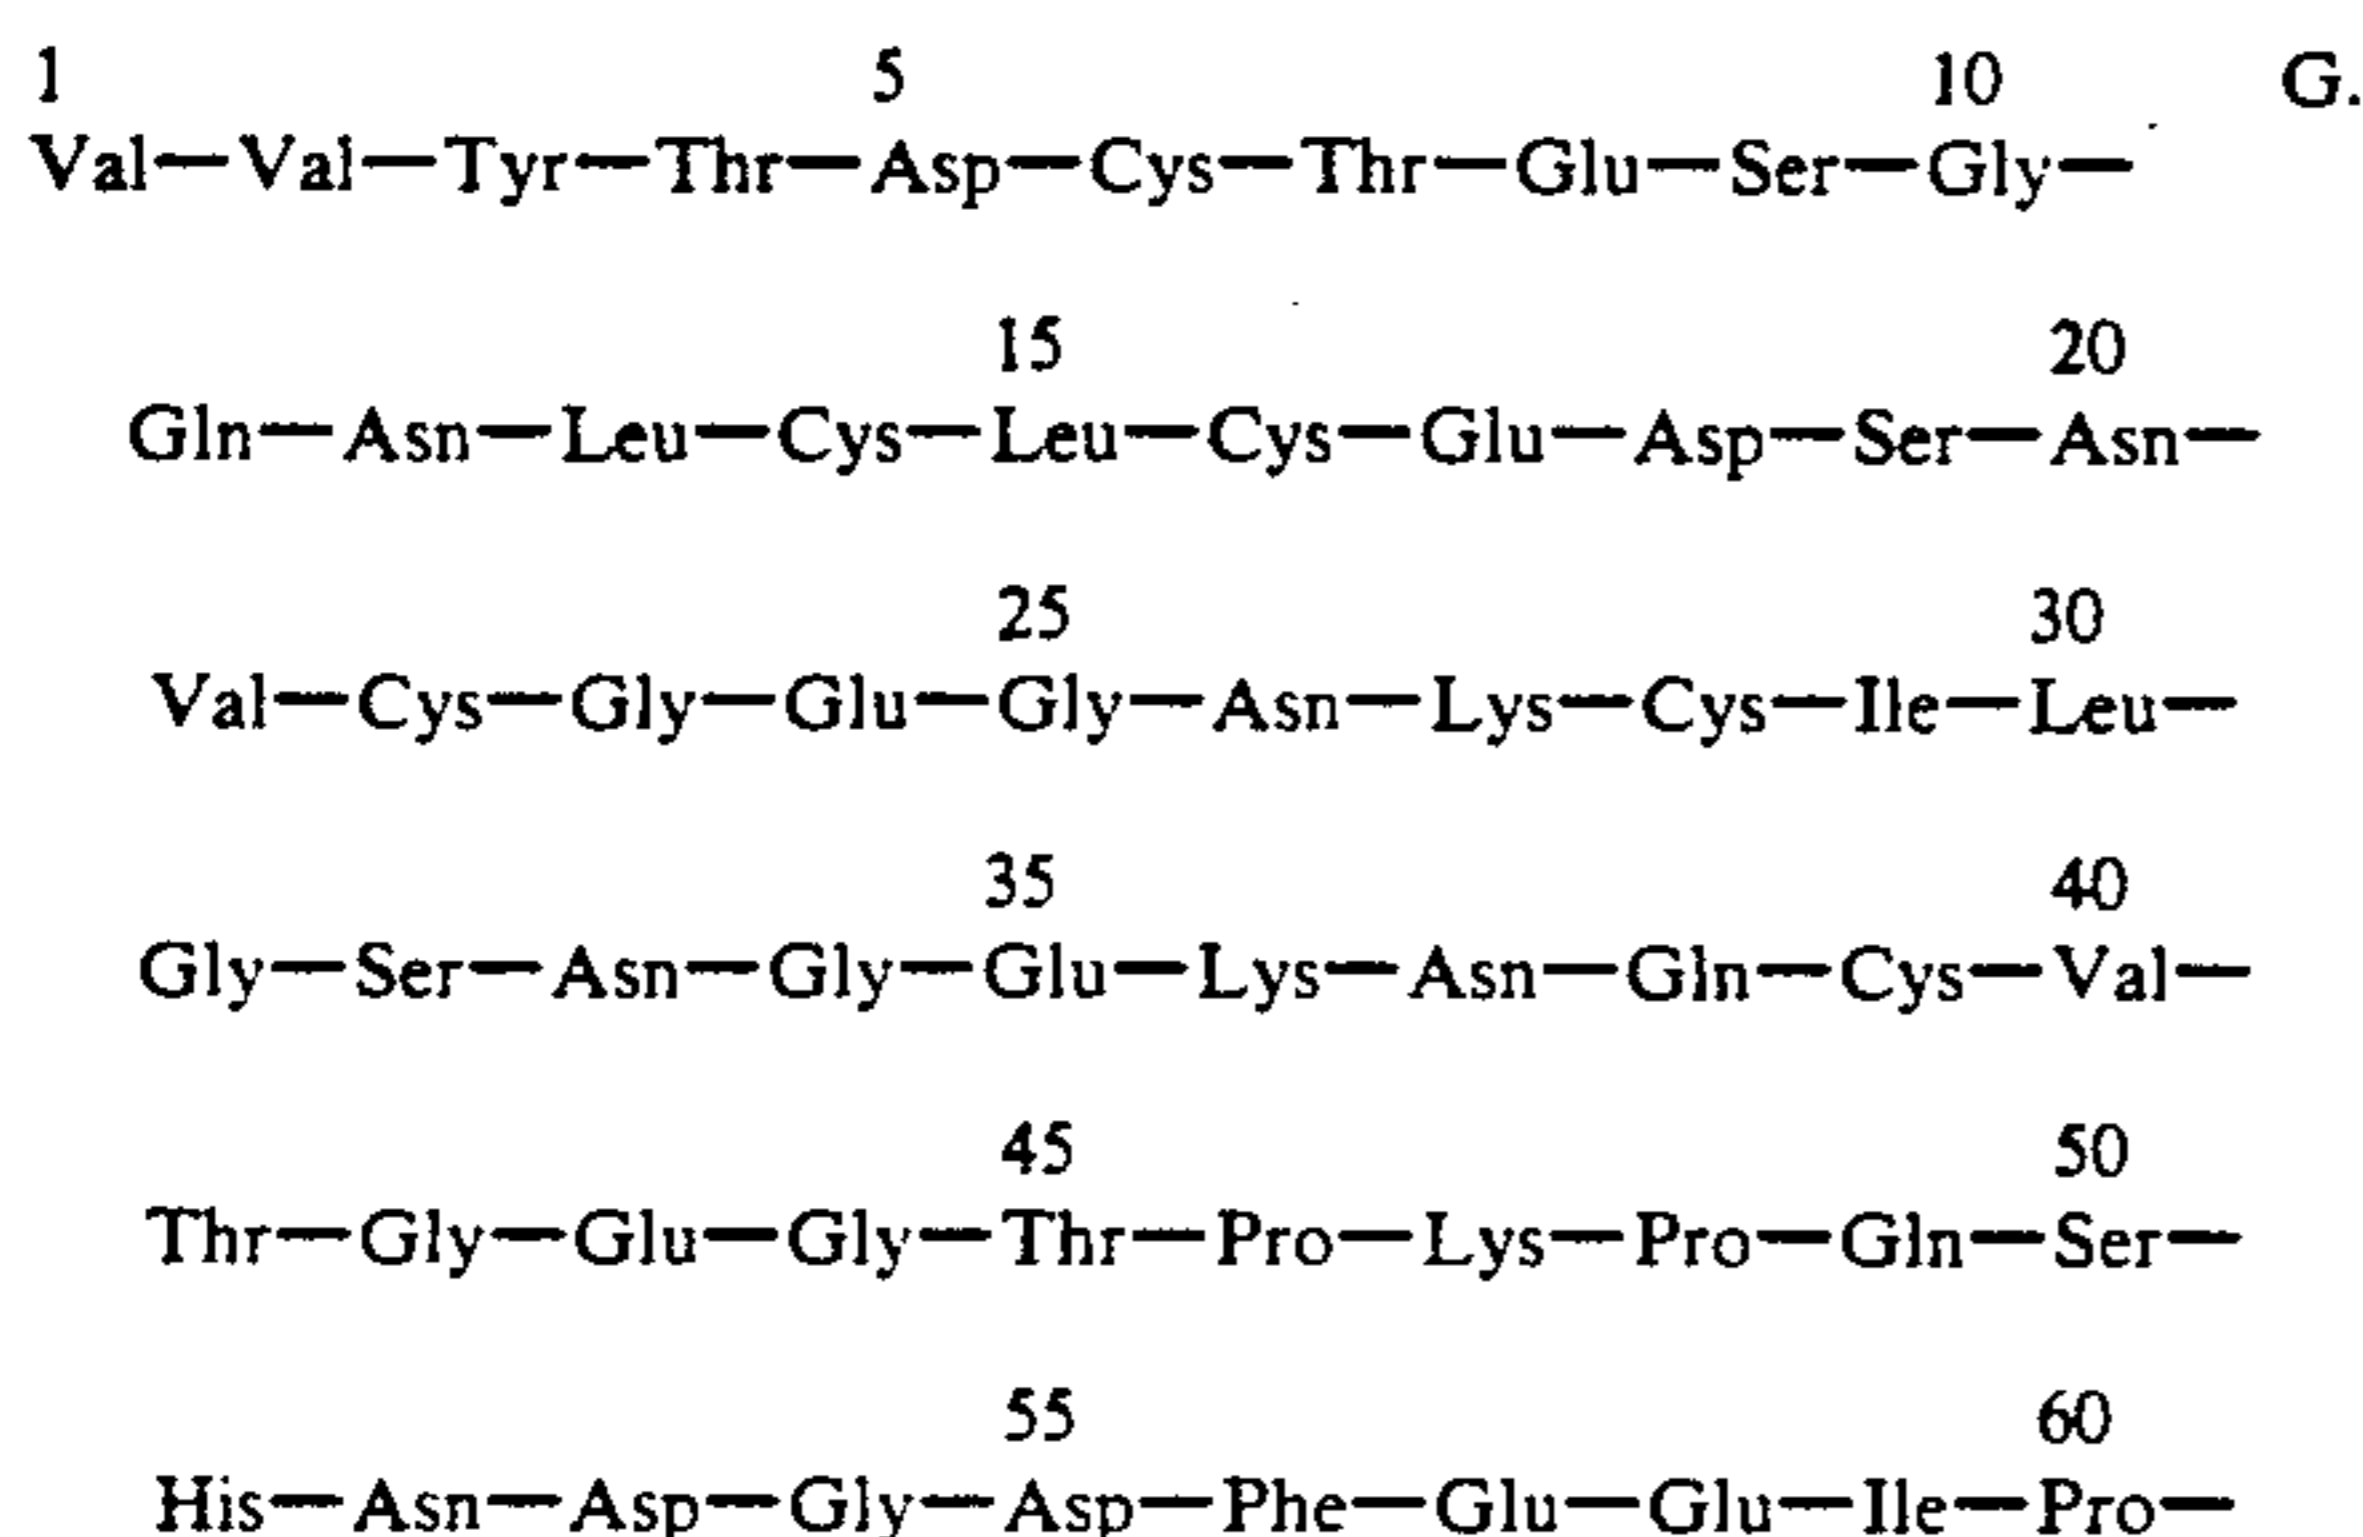 1 5 10 G.
Val—Val—Tyr—Thr—Asp—Cys—Thr—Glu—Ser—Gly—
15 20
Gln—Asn—Leu—Cys—Leu—Cys—Glu—Asp—Ser—Asn—
25 30
Val—Cys—Gly—Glu—Gly—Asn—Lys—Cys—Ile—Leu—
35 40
Gly—Ser—Asn—Gly—Glu—Lys—Asn—Gln—Cys—Val—
45 50
Thr—Gly—Glu—Gly—Thr—Pro—Lys—Pro—Gln—Ser—
55 60
His—Asn—Asp—Gly—Asp—Phe—Glu—Glu—Ile—Pro—